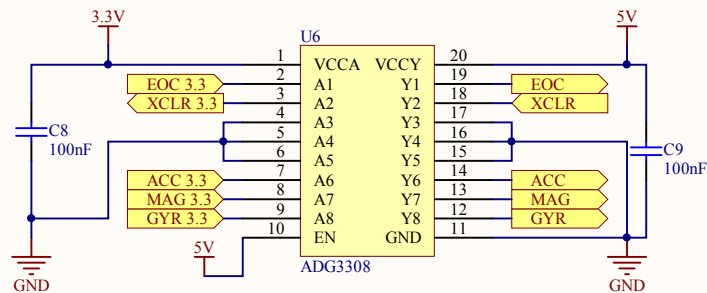 3.3V
U6
5V
1 VCCA VCCY 20
EOC 3.3 2 A1 Y1 19 EOC
XCLR 3.3 3 A2 Y2 18 XCLR
4 A3 Y3 17
C8 5 A4 Y4 16 C9
100nF 6 A5 Y5 15 100nF
ACC 3.3 7 A6 Y6 14 ACC
MAG 3.3 8 A7 Y7 13 MAG
GYR 3.3 9 A8 Y8 12 GYR
10 EN GND 11
5V
ADG3308
GND
GND